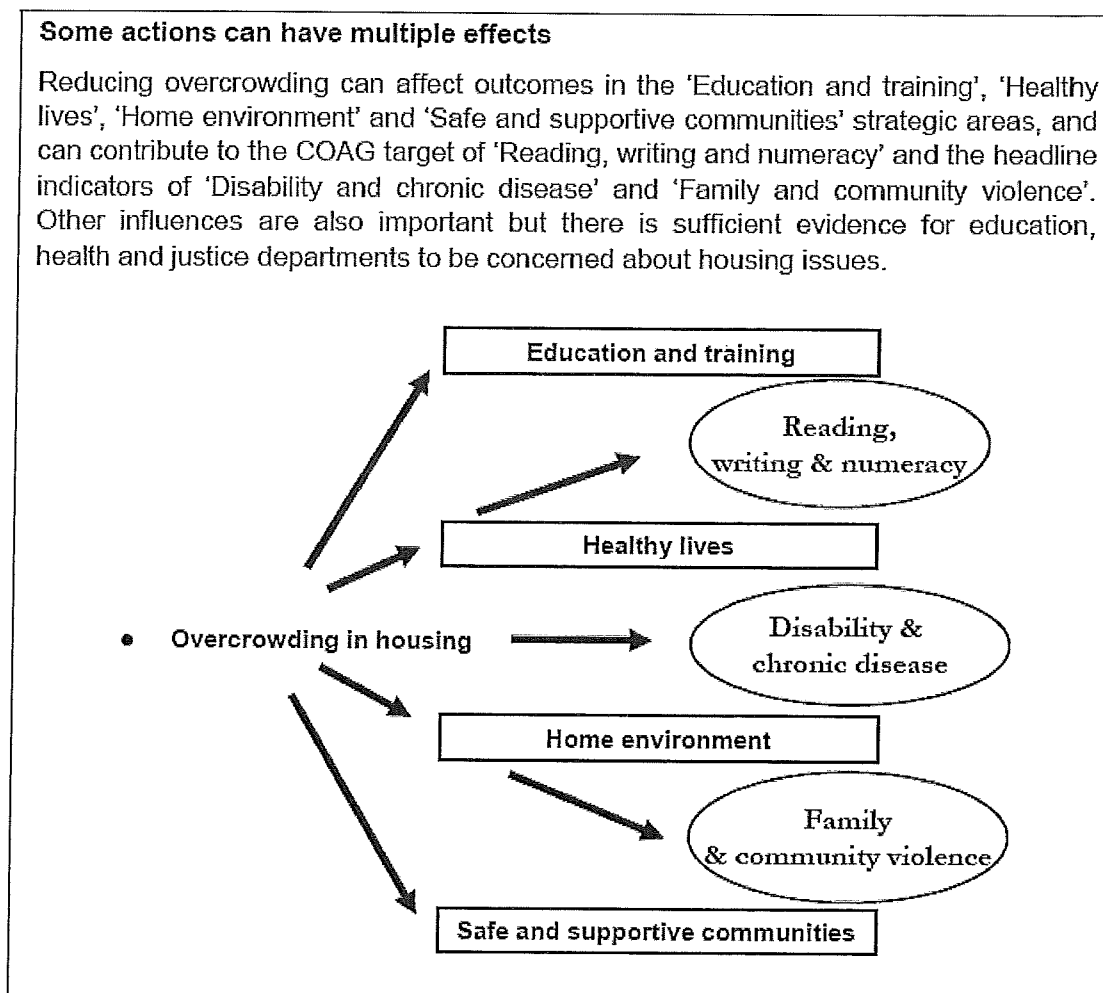 Some actions can have multiple effects
Reducing overcrowding can affect outcomes in the 'Education and training', 'Healthy
lives', 'Home environment' and 'Safe and supportive communities' strategic areas, and
can contribute to the COAG target of 'Reading, writing and numeracy' and the headline
indicators of 'Disability and chronic disease' and 'Family and community violence'.
Other influences are also important but there is sufficient evidence for education,
health and justice departments to be concerned about housing issues.
Education and training
Reading,
writing & numeracy
Healthy lives
• Overcrowding in housing
Disability &
chronic disease
Home environment
Family
& community violence
Safe and supportive communities